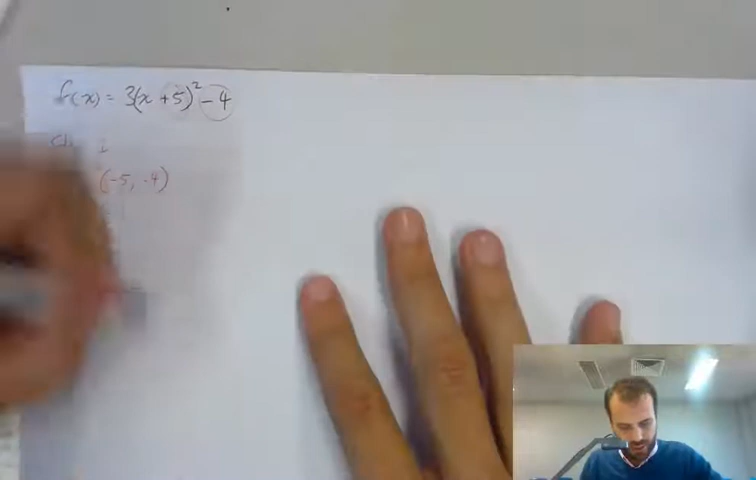 f(x) = 3(x + 5)² - 4
(-5, -4)